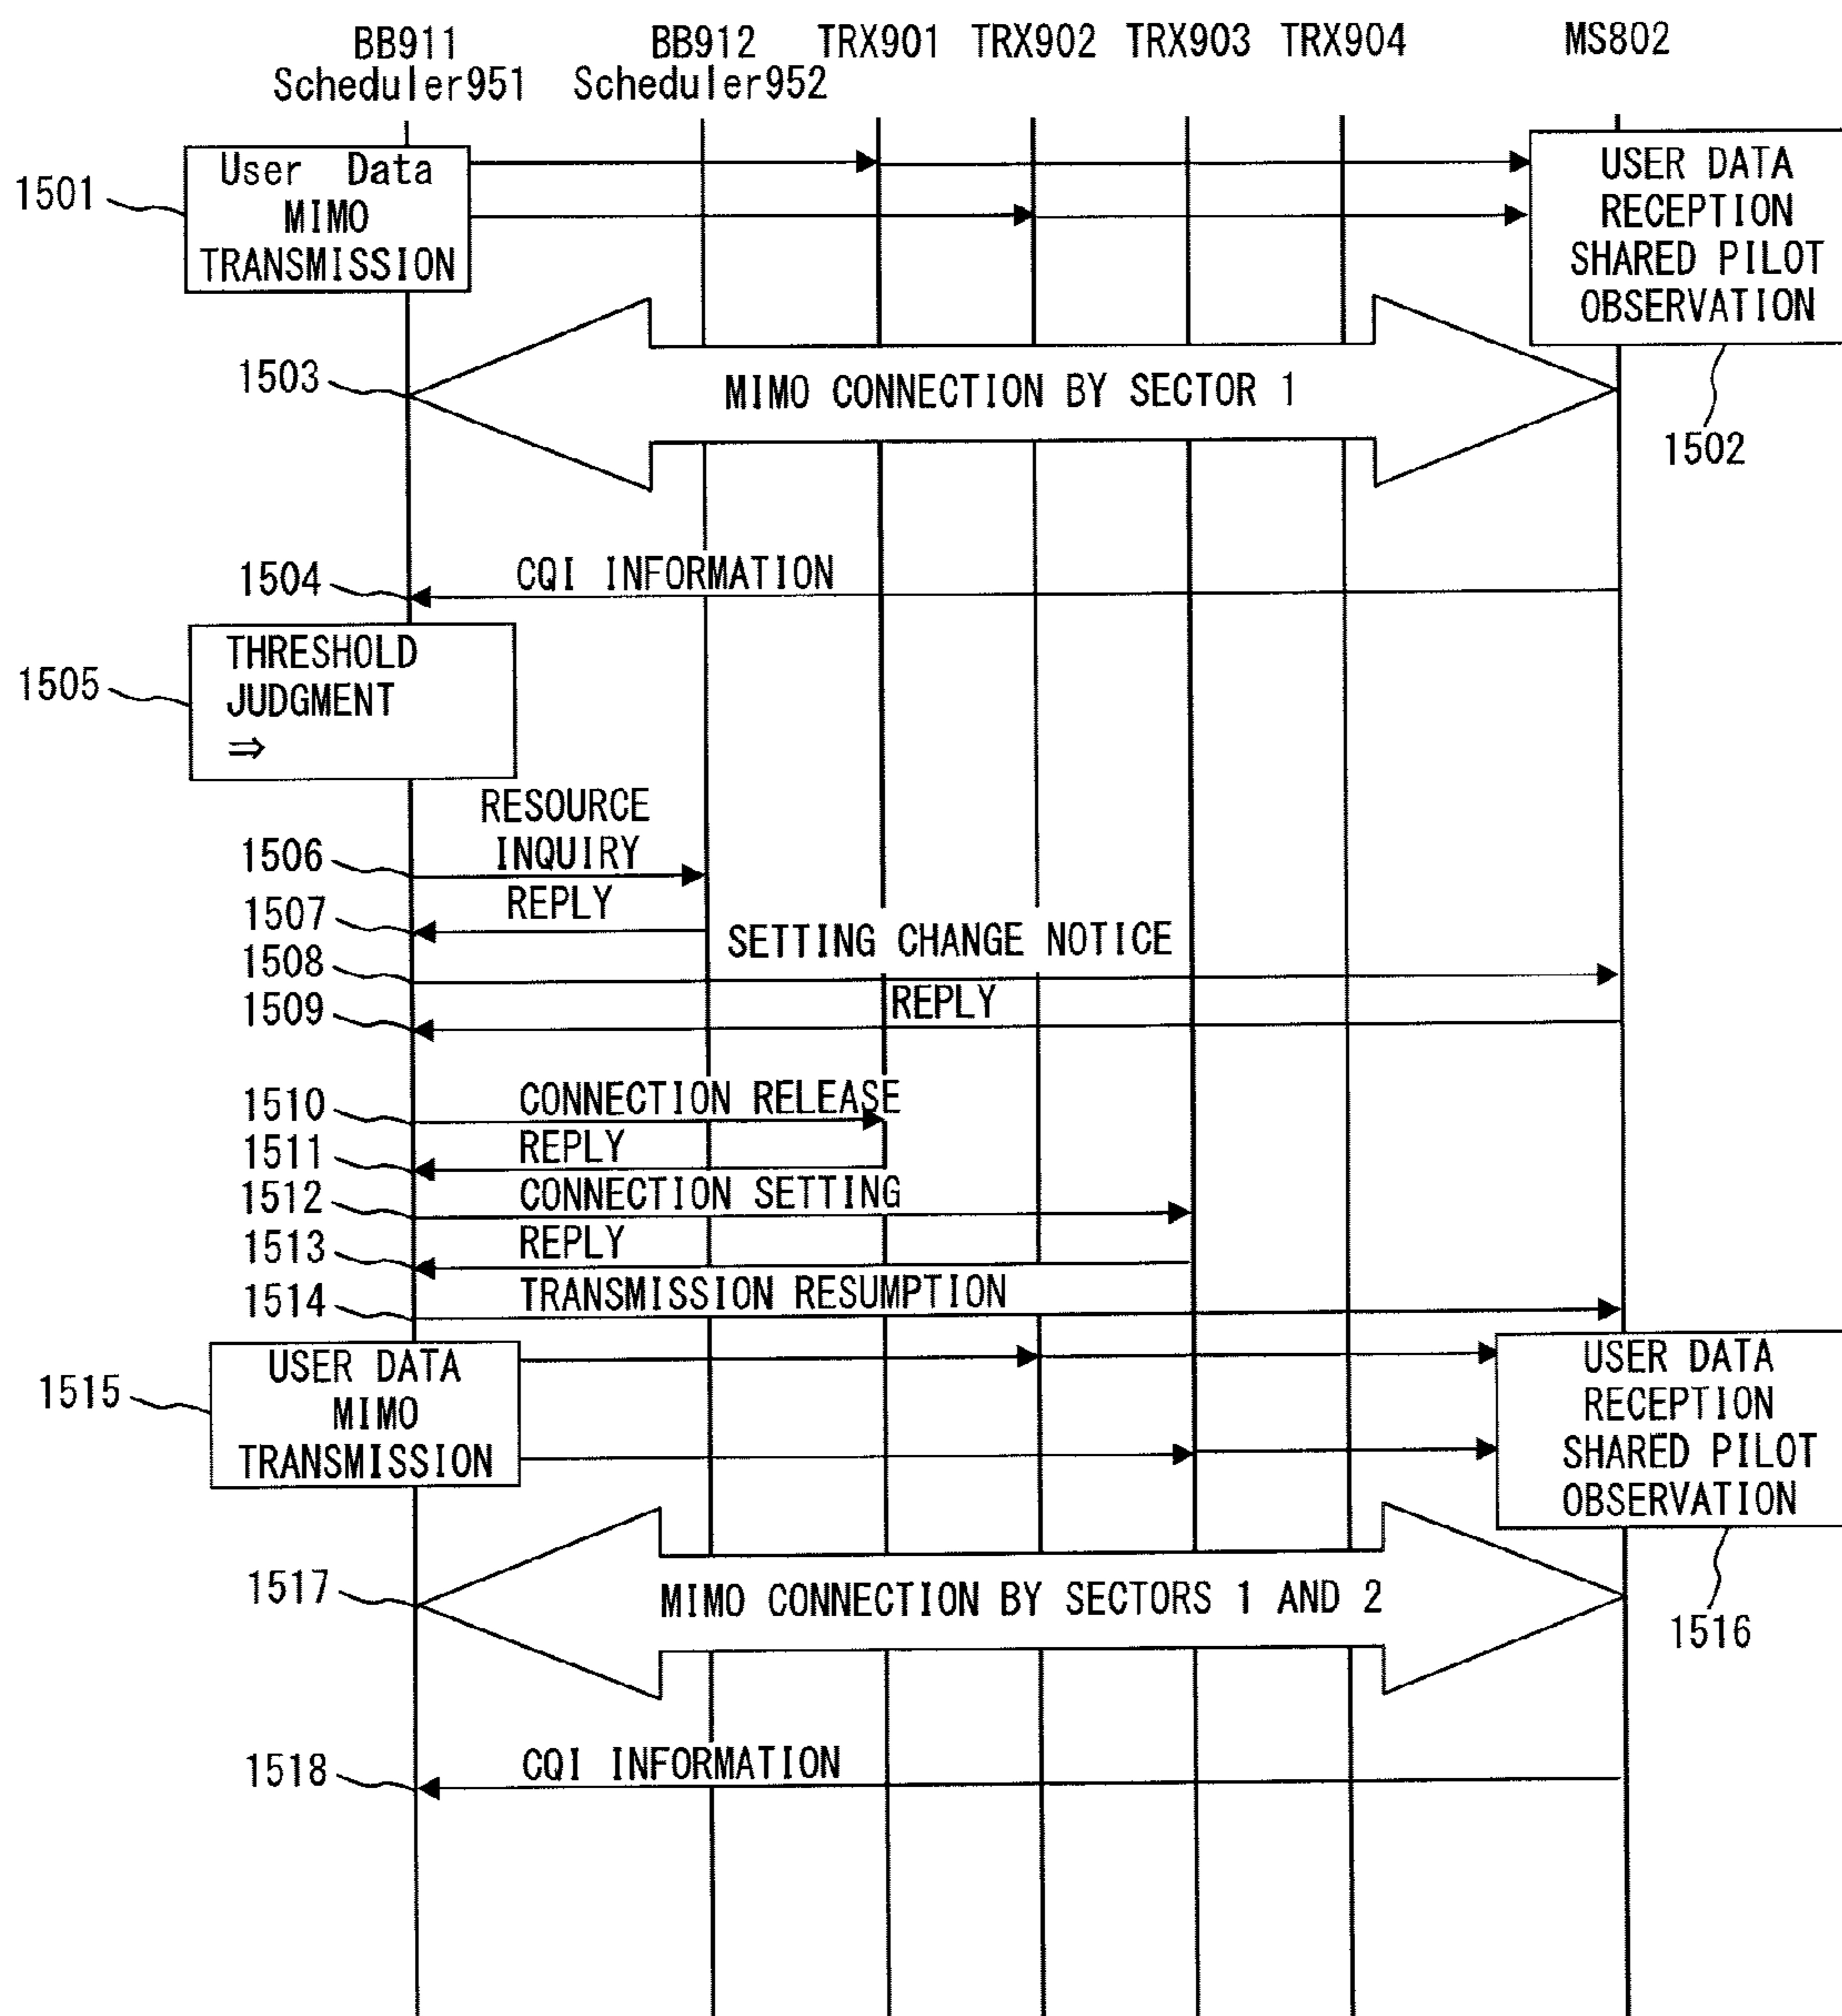 BB911
Scheduler951
BB912
Scheduler952
TRX901
TRX902
TRX903
TRX904
MS802
1501
User Data
MIMO
TRANSMISSION
USER DATA
RECEPTION
SHARED PILOT
OBSERVATION
1502
1503
MIMO CONNECTION BY SECTOR 1
1504
CQI INFORMATION
1505
THRESHOLD
JUDGMENT
⇒
RESOURCE
INQUIRY
1506
REPLY
1507
SETTING CHANGE NOTICE
1508
REPLY
1509
1510
CONNECTION RELEASE
1511
REPLY
1512
CONNECTION SETTING
1513
REPLY
1514
TRANSMISSION RESUMPTION
1515
USER DATA
MIMO
TRANSMISSION
USER DATA
RECEPTION
SHARED PILOT
OBSERVATION
1516
1517
MIMO CONNECTION BY SECTORS 1 AND 2
1518
CQI INFORMATION